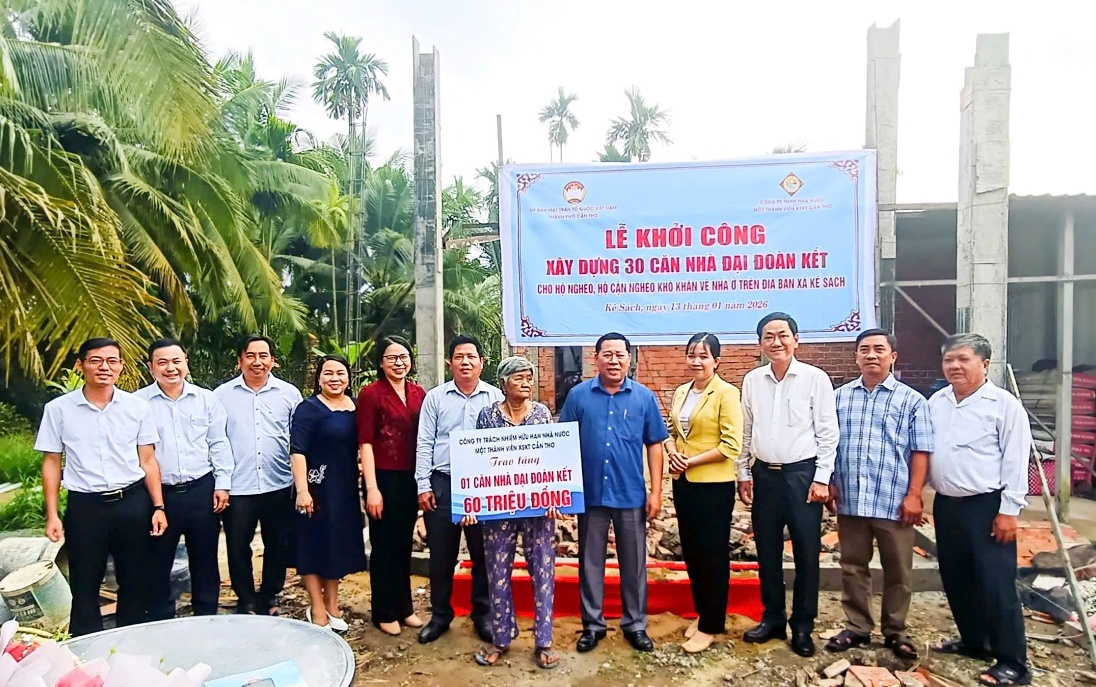 ỦY BAN MẶT TRẬN TỔ QUỐC VIỆT NAM
THÀNH PHỐ CẦN THƠ
CÔNG TY TNHH NHÀ NƯỚC
MỘT THÀNH VIÊN XSKT CẦN THƠ
LỄ KHỞI CÔNG
XÂY DỰNG 30 CĂN NHÀ ĐẠI ĐOÀN KẾT
CHO HỘ NGHÈO, HỘ CẬN NGHÈO KHÓ KHĂN VỀ NHÀ Ở TRÊN ĐỊA BÀN XÃ KẾ SÁCH
Kế Sách, ngày 13 tháng 01 năm 2026
CÔNG TY TRÁCH NHIỆM HỮU HẠN NHÀ NƯỚC
MỘT THÀNH VIÊN XSKT CẦN THƠ
Trao tặng
01 CĂN NHÀ ĐẠI ĐOÀN KẾT
60 TRIỆU ĐỒNG